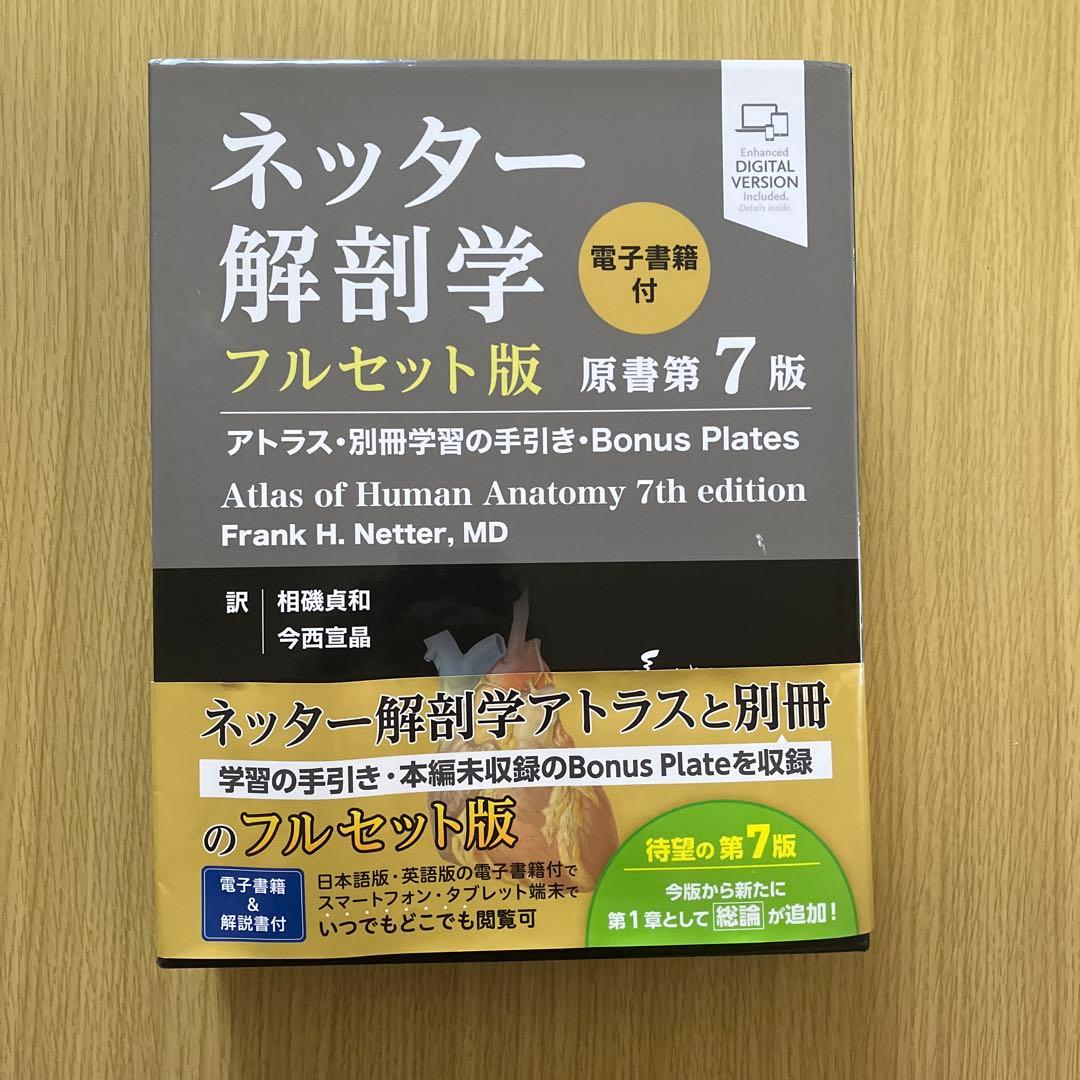 ネッター
解剖学
フルセット版 原書第7版
Enhanced
DIGITAL
VERSION
Included.
Details inside.
電子書籍
付
アトラス・別冊学習の手引き・Bonus Plates
Atlas of Human Anatomy 7th edition
Frank H. Netter, MD
訳 相磯貞和
今西宣晶
ネッター解剖学アトラスと別冊
学習の手引き・本編未収録のBonus Plateを収録
のフルセット版
電子書籍
&
解説書付
日本語版・英語版の電子書籍付で
スマートフォン・タブレット端末で
いつでもどこでも閲覧可
待望の第7版
今版から新たに
第1章として総論が追加!